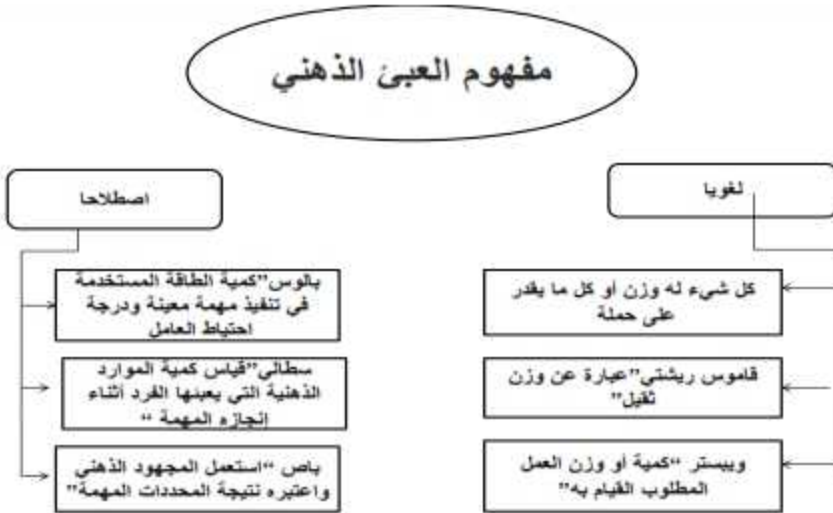 مفهوم العبئ الذهني
لغويا
كل شيء له وزن أو كل ما يقدر
على حملة
قاموس ريشتي"عبارة عن وزن
ثقيل"
وييستر "كمية أو وزن العمل
المطلوب القيام به"
اصطلاحا
بالوس"كمية الطاقة المستخدمة
في تنفيذ مهمة معينة ودرجة
احتياط العامل
سطالي"قياس كمية الموارد
الذهنية التي يعبنها الفرد أثناء
إنجازه المهمة "
باص "استعمل المجهود الذهني
واعتبره نتيجة المحددات المهمة"